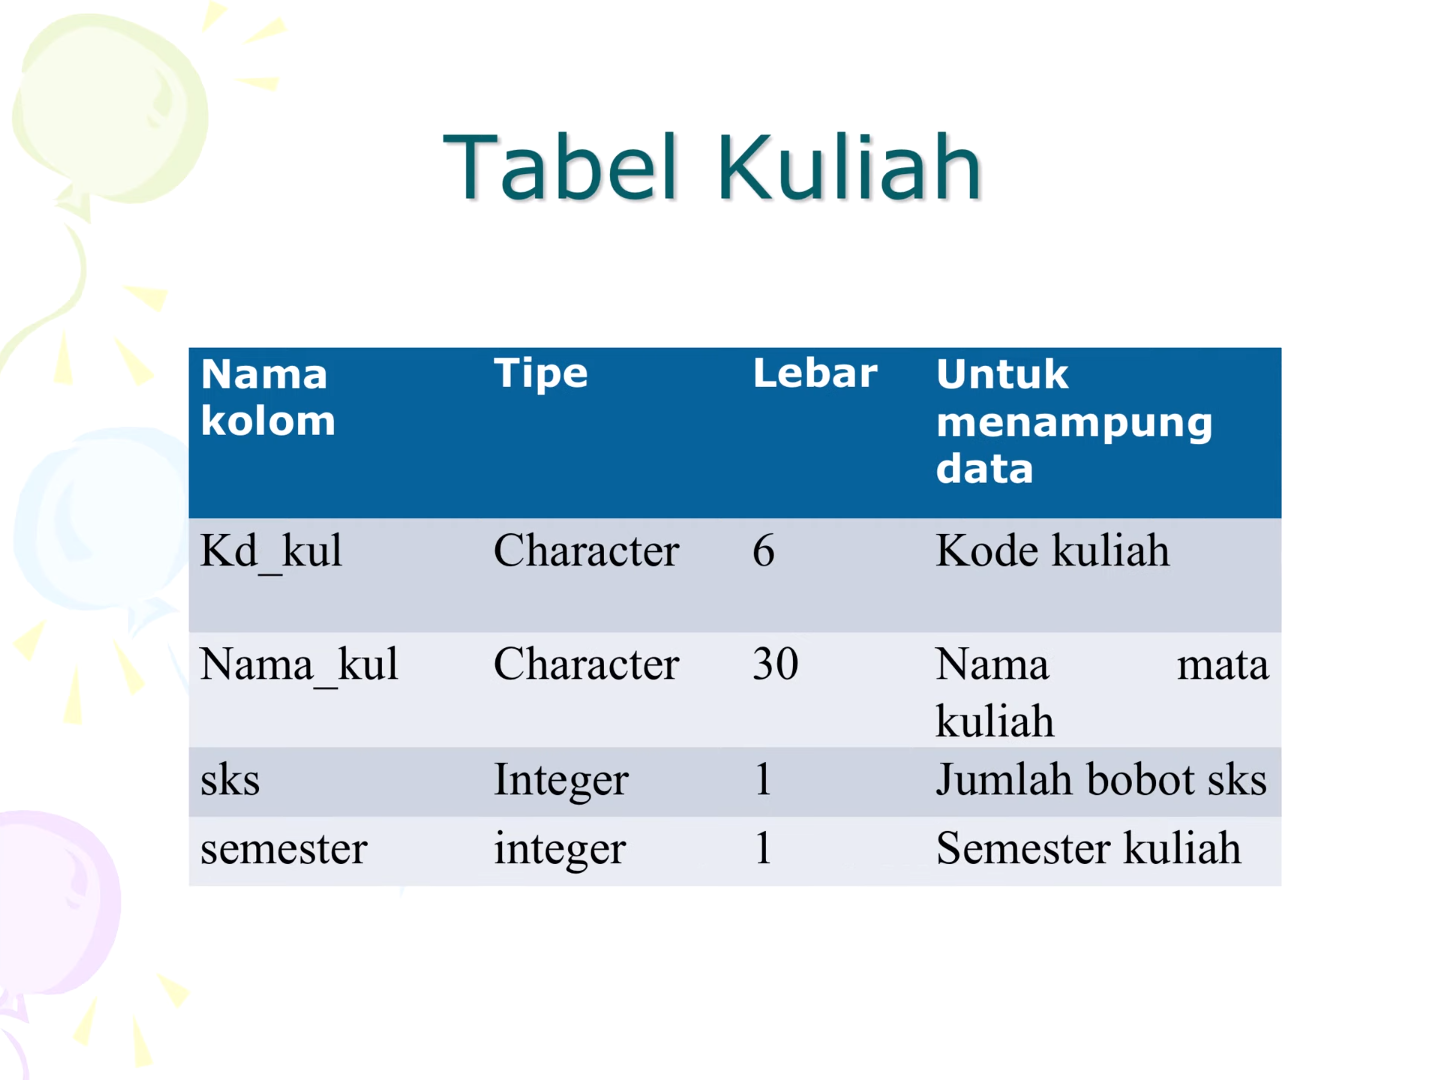 Tabel Kuliah
Nama kolom Tipe Lebar Untuk menampung data
Kd_kul Character 6 Kode kuliah
Nama_kul Character 30 Nama mata kuliah
sks Integer 1 Jumlah bobot sks
semester integer 1 Semester kuliah